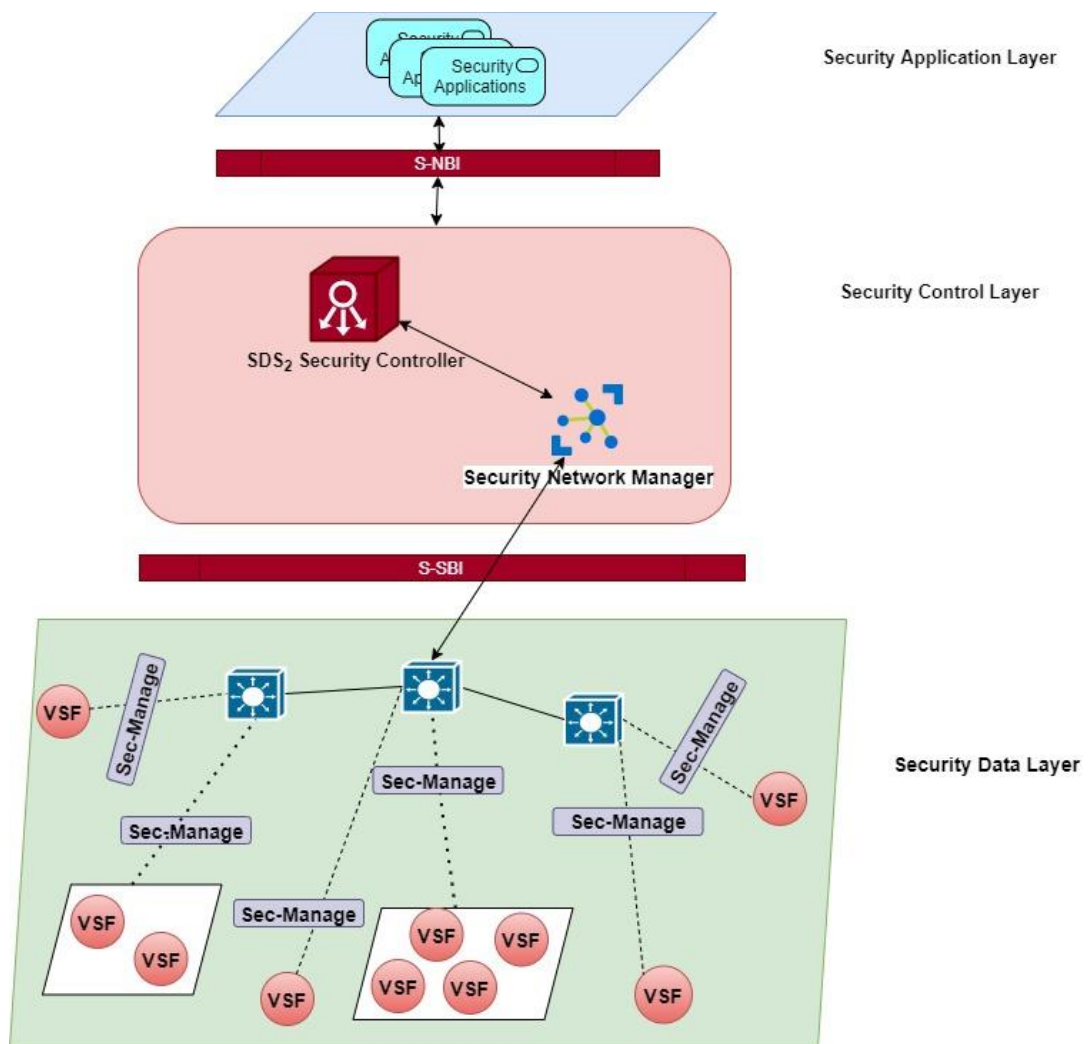 Security
A
Ap
Security
Applications
Security Application Layer
S-NBI
Security Control Layer
SDS₂ Security Controller
Security Network Manager
S-SBI
Sec-Manage
VSF
Sec-Manage
Sec-Manage
VSF
Security Data Layer
Sec-Manage
Sec-Manage
Sec-Manage
VSF
VSF
VSF
VSF
VSF
VSF
VSF
VSF
VSF